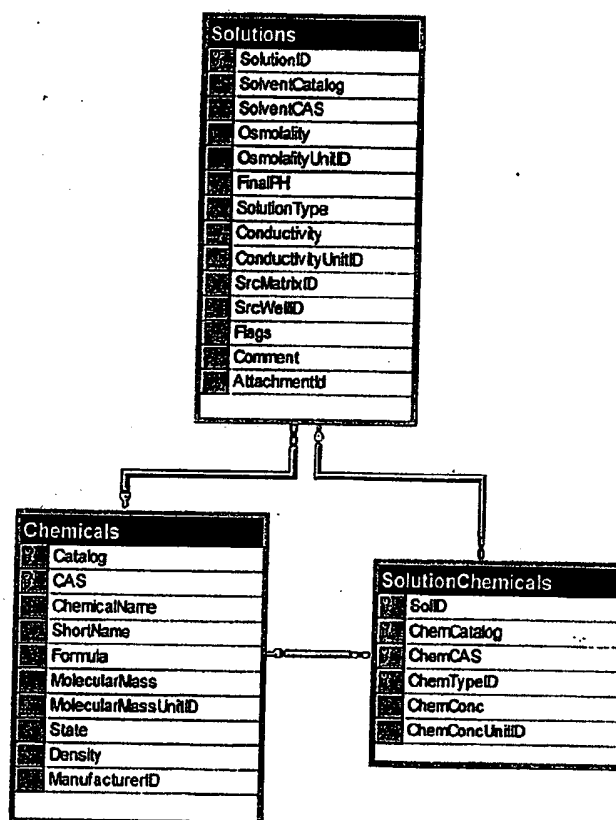 Solutions
SolutionID
SolventCatalog
SolventCAS
Osmolality
OsmolalityUnitID
FinalPH
SolutionType
Conductivity
ConductivityUnitID
SrcMatrixID
SrcWellID
Flags
Comment
AttachmentId
Chemicals
Catalog
CAS
ChemicalName
ShortName
Formula
MolecularMass
MolecularMassUnitID
State
Density
ManufacturerID
SolutionChemicals
SolID
ChemCatalog
ChemCAS
ChemTypeID
ChemConc
ChemConcUnitID